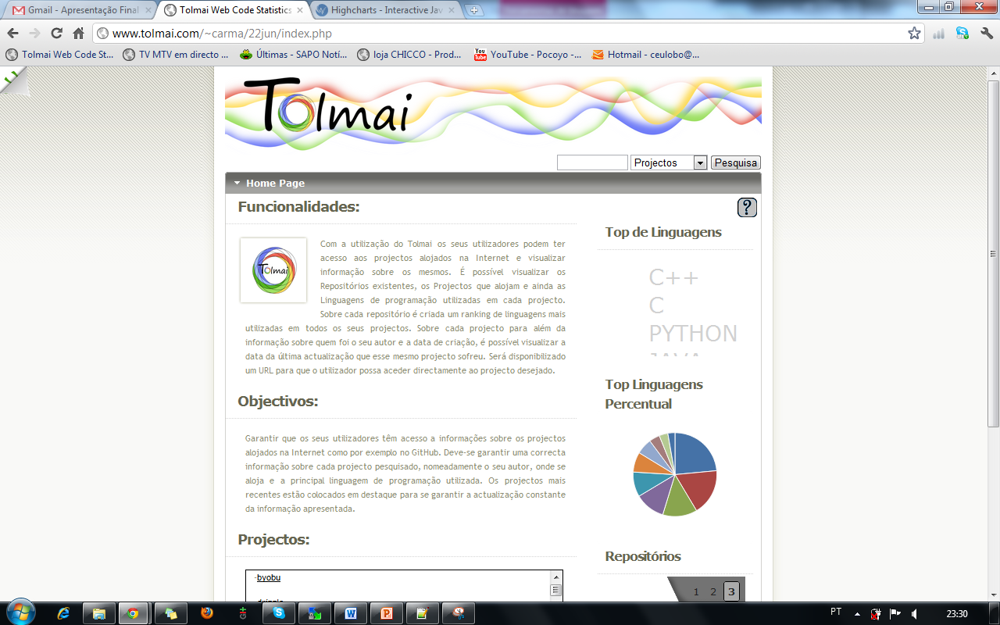 Gmail - Apresentação Final
Tolmai Web Code Statistics
Highcharts - Interactive Jav
www.tolmai.com/~carma/22jun/index.php
Tolmai Web Code St...
TV MTV em directo ...
Últimas - SAPO Notí...
loja CHICCO - Prod...
YouTube - Pocoyo -...
Hotmail - ceulobo@...
Tolmai
Projectos
Pesquisa
Home Page
Funcionalidades:
?
Tolmai
Com a utilização do Tolmai os seus utilizadores podem ter
acesso aos projectos alojados na Internet e visualizar
informação sobre os mesmos. É possível visualizar os
Repositórios existentes, os Projectos que alojam e ainda as
Linguagens de programação utilizadas em cada projecto.
Sobre cada repositório é criada um ranking de linguagens mais
utilizadas em todos os seus projectos. Sobre cada projecto para além da
informação sobre quem foi o seu autor e a data de criação, é possível visualizar a
data da última actualização que esse mesmo projecto sofreu. Será disponibilizado
um URL para que o utilizador possa aceder directamente ao projecto desejado.
Objectivos:
Garantir que os seus utilizadores têm acesso a informações sobre os projectos
alojados na Internet como por exemplo no GitHub. Deve-se garantir uma correcta
informação sobre cada projecto pesquisado, nomeadamente o seu autor, onde se
aloja e a principal linguagem de programação utilizada. Os projectos mais
recentes estão colocados em destaque para se garantir a actualização constante
da informação apresentada.
Projectos:
-byobu
Top de Linguagens
C++
C
PYTHON
JAVA
Top Linguagens
Percentual
Repositórios
1 2 3
PT
23:30